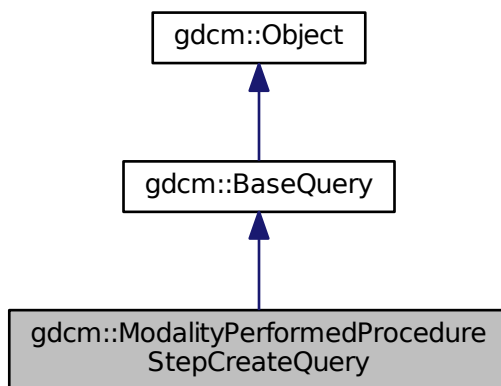 gdcm::Object
gdcm::BaseQuery
gdcm::ModalityPerformedProcedure
StepCreateQuery